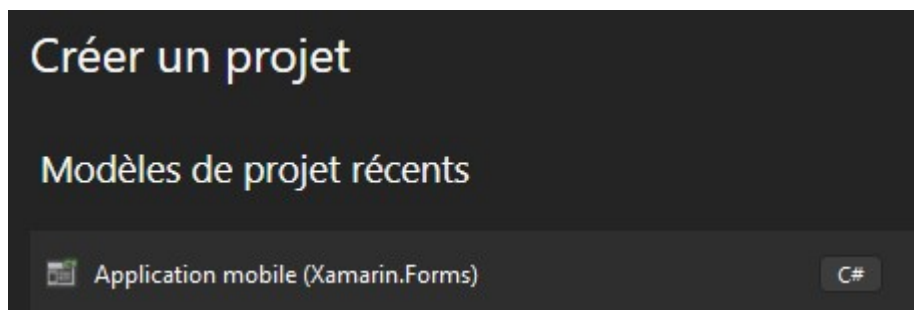 Créer un projet
Modèles de projet récents
Application mobile (Xamarin.Forms) C#